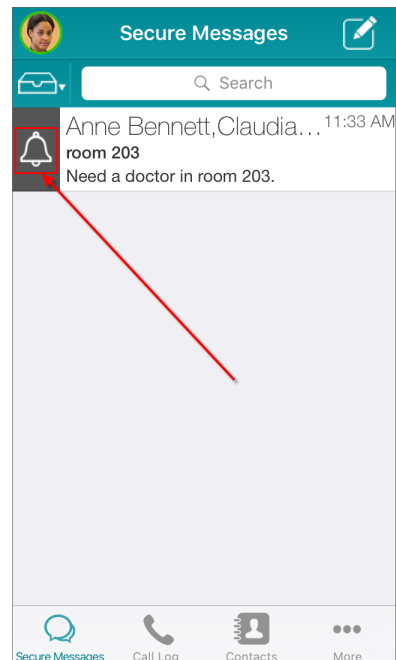 Secure Messages
Search
Anne Bennett,Claudia... 11:33 AM
room 203
Need a doctor in room 203.
Secure Messages Call Log Contacts More